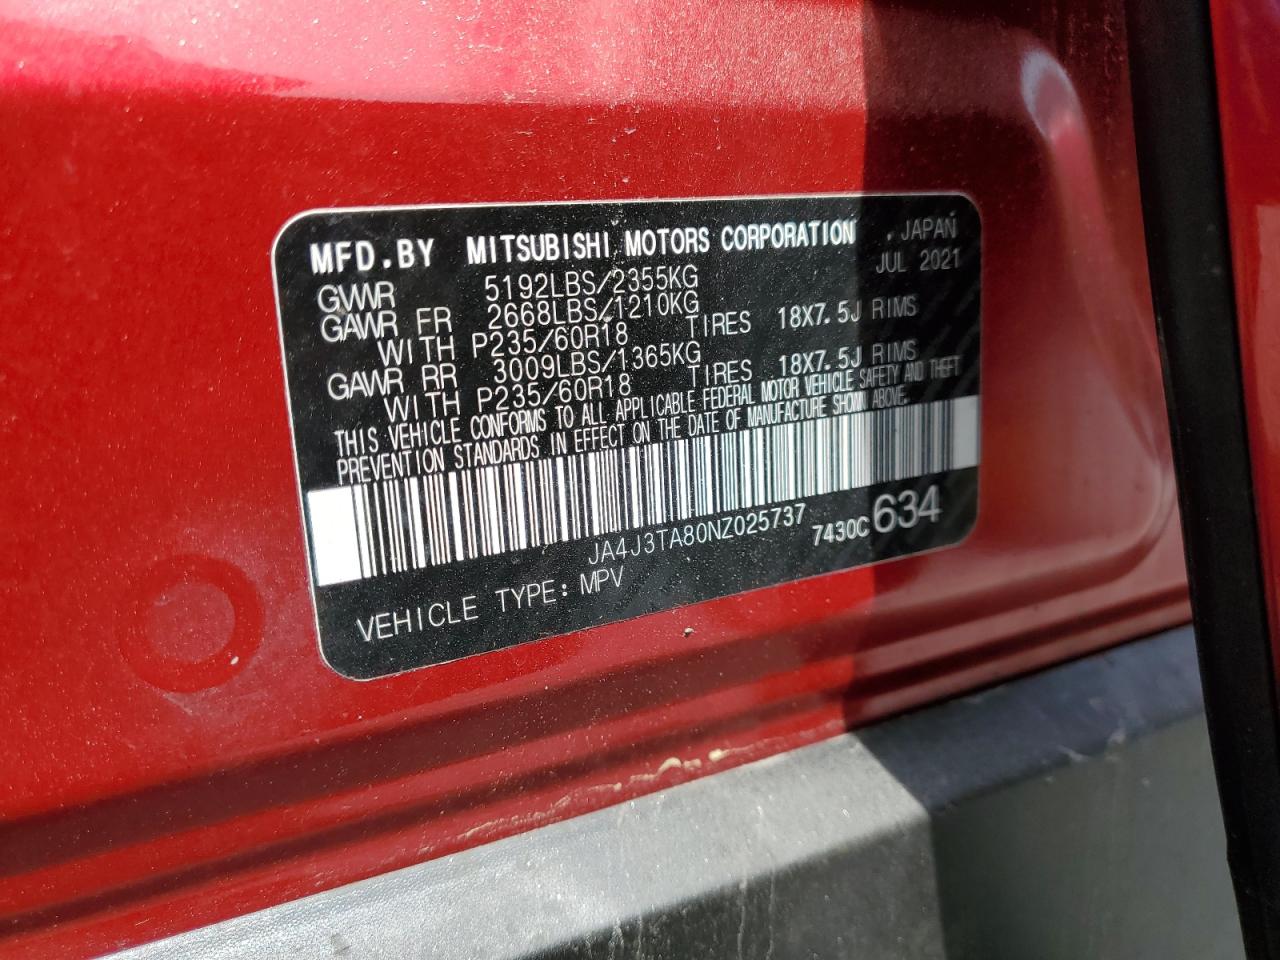 MFD.BY MITSUBISHI MOTORS CORPORATION , JAPAN
JUL 2021
GVWR 5192LBS/2355KG
GAWR FR 2668LBS/1210KG
WITH P235/60R18 TIRES 18X7.5J RIMS
GAWR RR 3009LBS/1365KG
WITH P235/60R18 TIRES 18X7.5J RIMS
THIS VEHICLE CONFORMS TO ALL APPLICABLE FEDERAL MOTOR VEHICLE SAFETY AND THEFT
PREVENTION STANDARDS IN EFFECT ON THE DATE OF MANUFACTURE SHOWN ABOVE.
JA4J3TA80NZ025737 7430C 634
VEHICLE TYPE: MPV